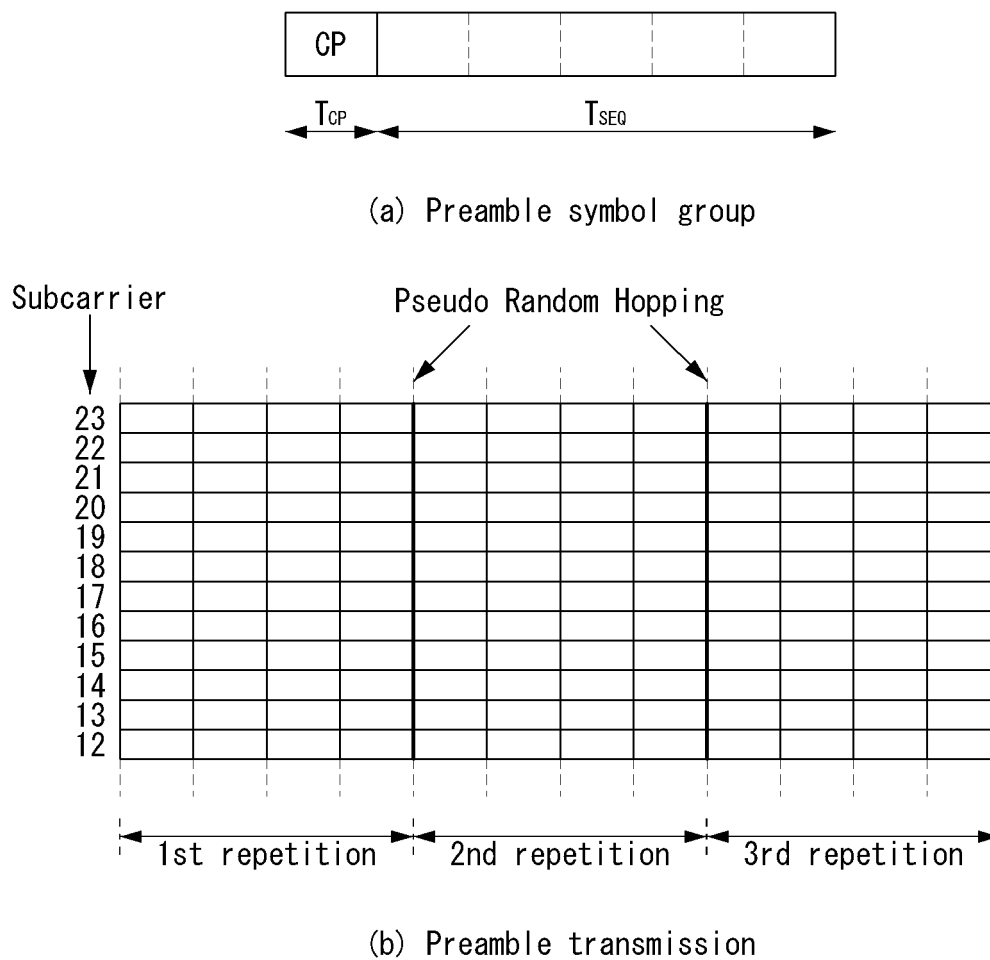 CP
TCP
TSEQ
(a) Preamble symbol group
Subcarrier
Pseudo Random Hopping
23
22
21
20
19
18
17
16
15
14
13
12
1st repetition
2nd repetition
3rd repetition
(b) Preamble transmission